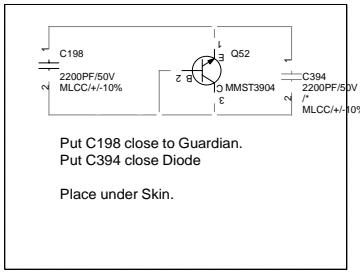 1
C198
2200PF/50V
MLCC/+/-10%
2
1
E
Q52
B 2
2
C
MMST3904
3
1
C394
2200PF/50V
/*
MLCC/+/-10%
2
Put C198 close to Guardian.
Put C394 close Diode
Place under Skin.